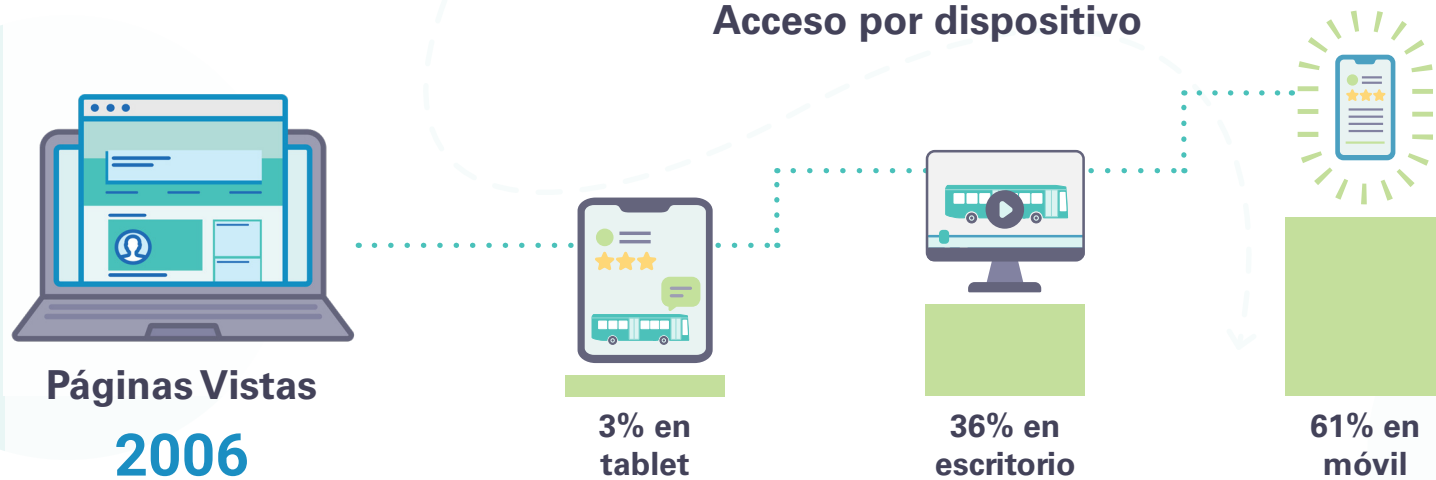 Acceso por dispositivo
Páginas Vistas
2006
3% en
tablet
36% en
escritorio
61% en
móvil